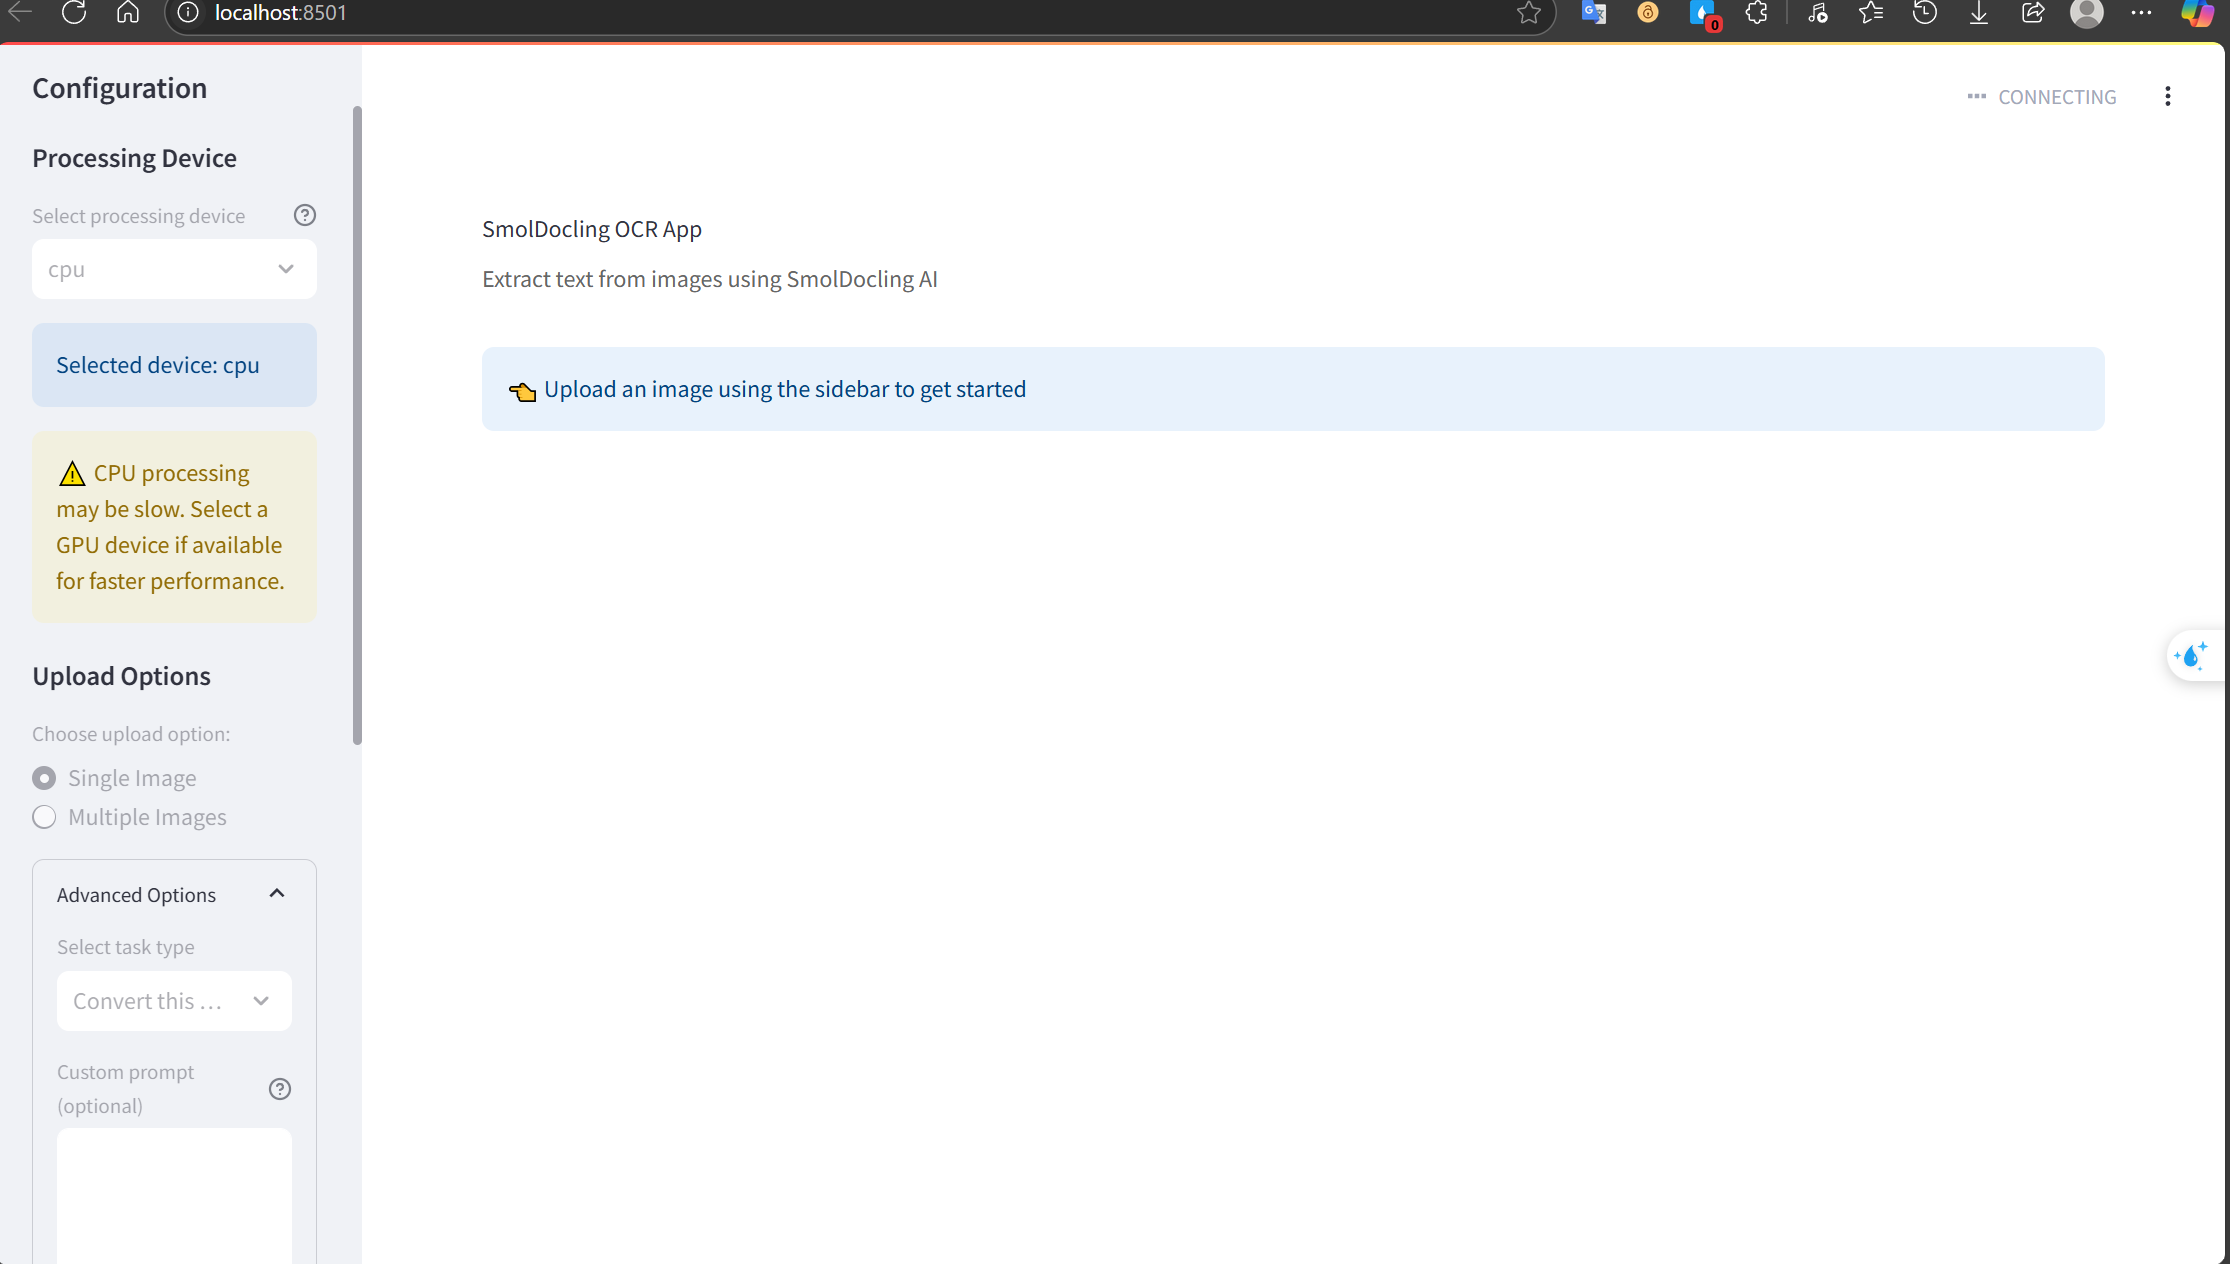 localhost:8501
0
Configuration
Processing Device
Select processing device
cpu
Selected device: cpu
⚠️ CPU processing
may be slow. Select a
GPU device if available
for faster performance.
Upload Options
Choose upload option:
Single Image
Multiple Images
Advanced Options
Select task type
Convert this ...
Custom prompt
(optional)
CONNECTING
SmolDocling OCR App
Extract text from images using SmolDocling AI
👈 Upload an image using the sidebar to get started